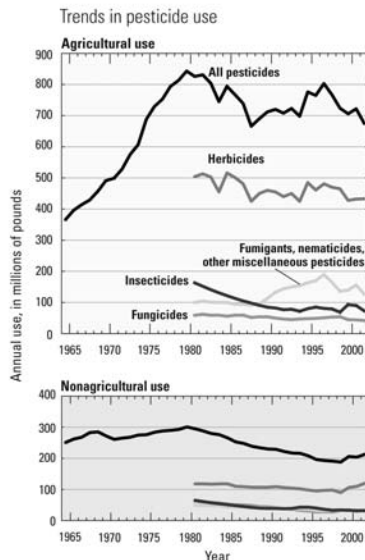 Trends in pesticide use
Agricultural use
900
800
700
600
500
400
300
200
100
0
All pesticides
Herbicides
Fumigants, nematicides,
other miscellaneous pesticides
Insecticides
Fungicides
1965 1970 1975 1980 1985 1990 1995 2000
Annual use, in millions of pounds
Nonagricultural use
400
300
200
100
0
1965 1970 1975 1980 1985 1990 1995 2000
Year